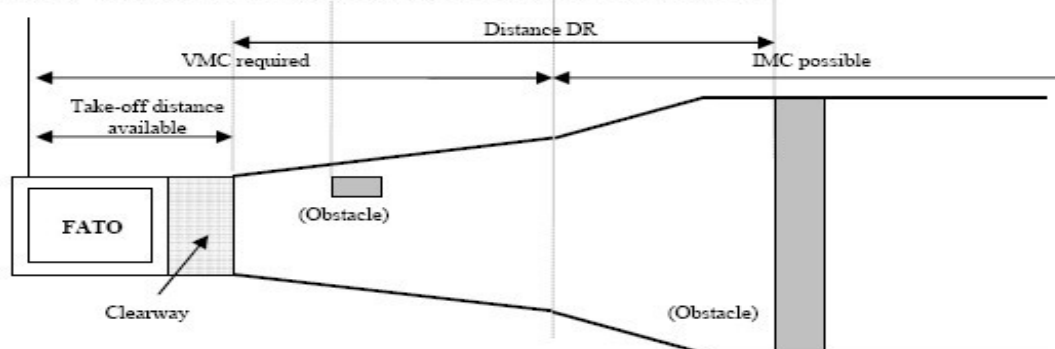 Distance DR
VMC required
IMC possible
Take-off distance
available
(Obstacle)
FATO
Clearway
(Obstacle)